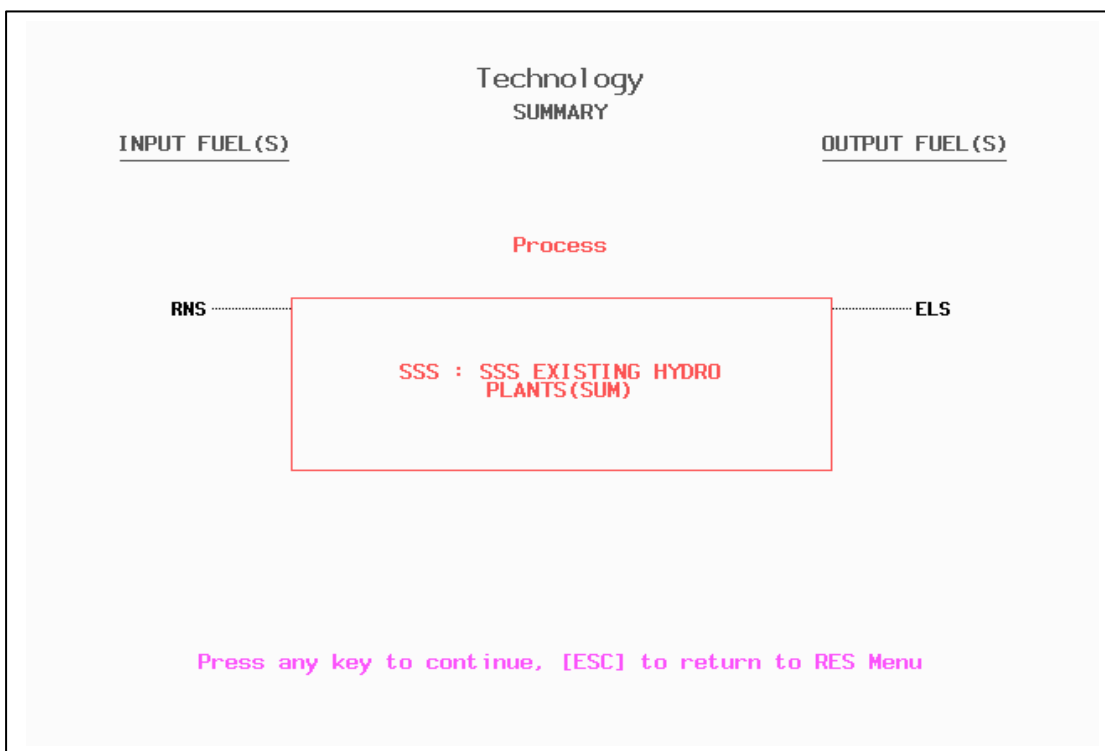 Technology
SUMMARY
INPUT FUEL(S)
OUTPUT FUEL(S)
Process
RNS
ELS
SSS : SSS EXISTING HYDRO
PLANTS(SUM)
Press any key to continue, [ESC] to return to RES Menu